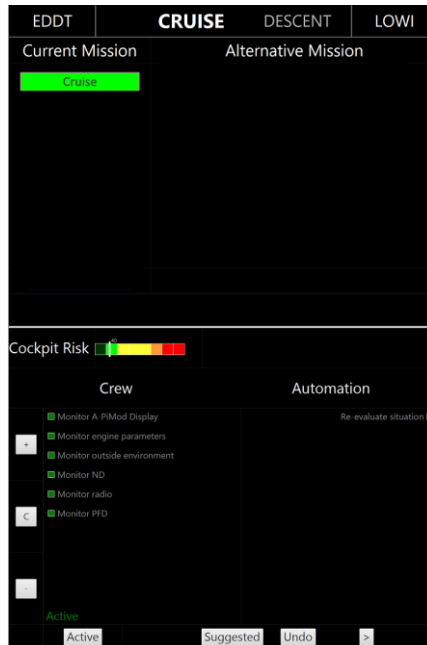 EDDT CRUISE DESCENT LOWI
Current Mission Alternative Mission
Cruise
Cockpit Risk
Crew Automation
Monitor A-PiMod Display Re-evaluate situation
Monitor engine parameters
+
Monitor outside environment
Monitor ND
Monitor radio
C Monitor PFD
-
Active
Active Suggested Undo >